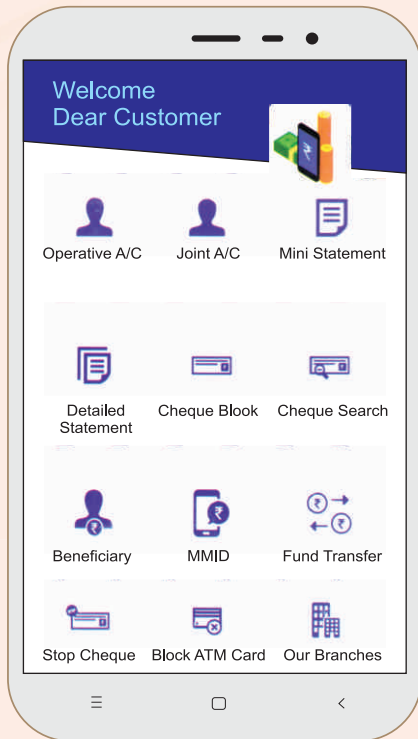 Welcome
Dear Customer
Operative A/C Joint A/C Mini Statement
Detailed Statement Cheque Blook Cheque Search
Beneficiary MMID Fund Transfer
Stop Cheque Block ATM Card Our Branches